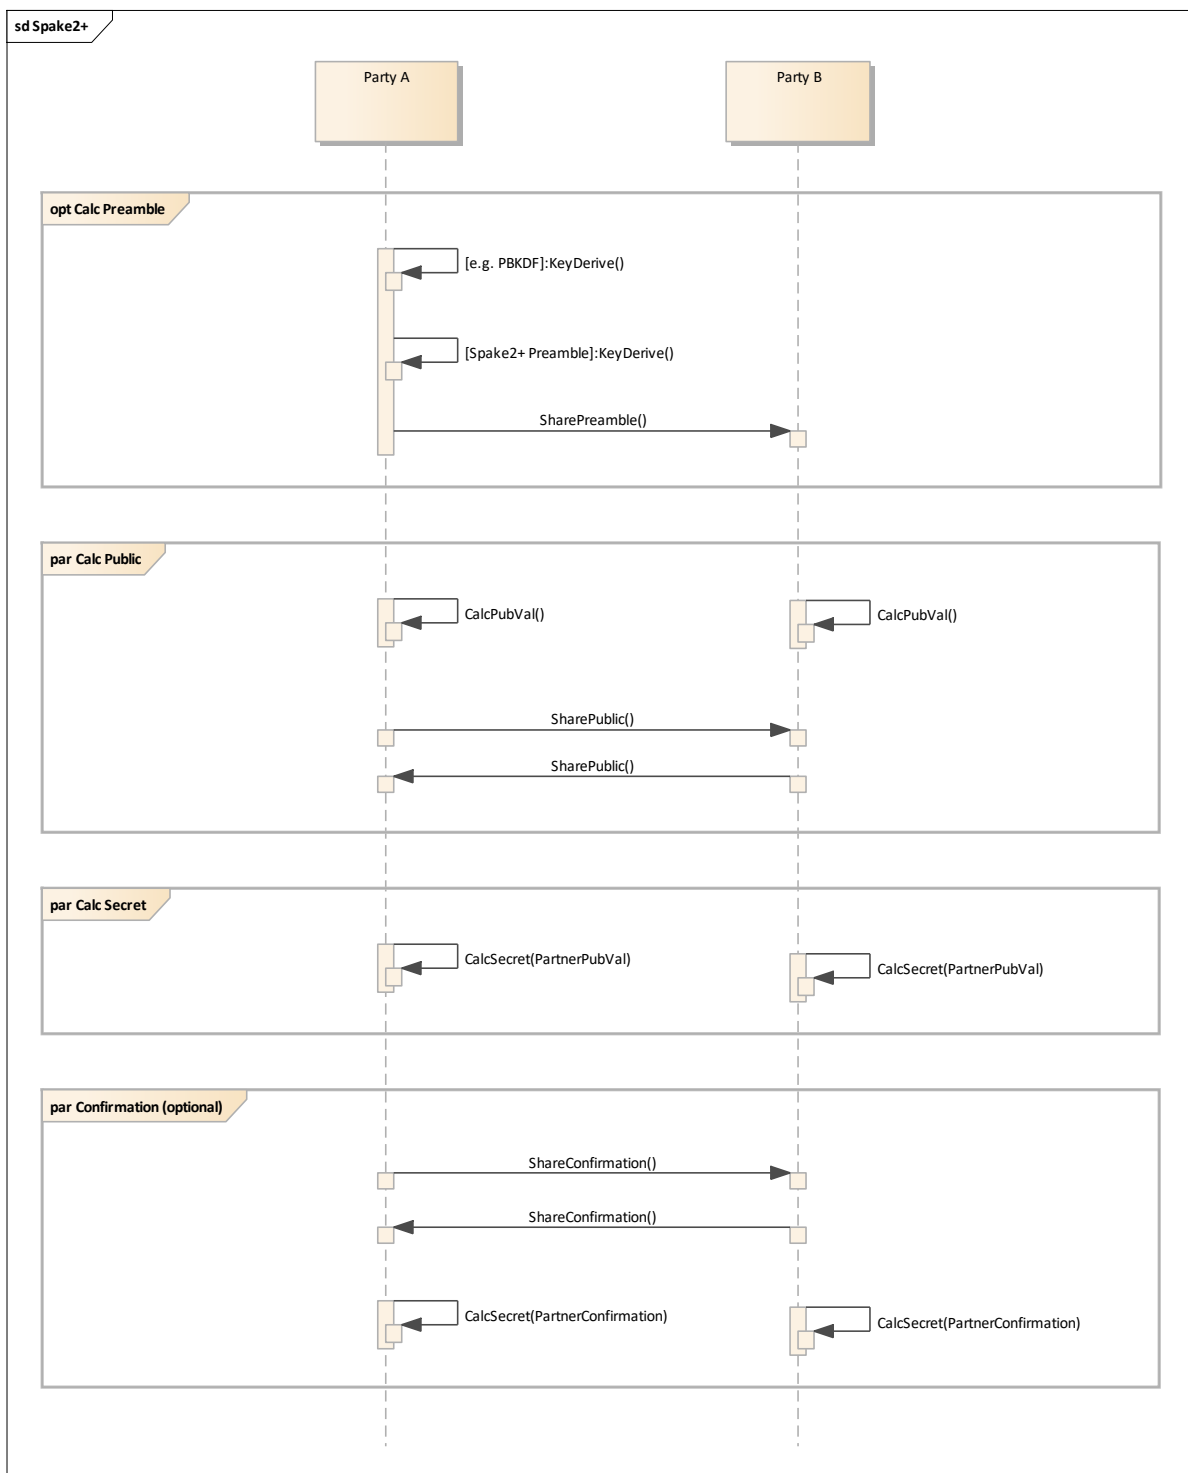 sd Spake2+
Party A
Party B
opt Calc Preamble
[e.g. PBKDF]:KeyDerive()
[Spake2+ Preamble]:KeyDerive()
SharePreamble()
par Calc Public
CalcPubVal()
CalcPubVal()
SharePublic()
SharePublic()
par Calc Secret
CalcSecret(PartnerPubVal)
CalcSecret(PartnerPubVal)
par Confirmation (optional)
ShareConfirmation()
ShareConfirmation()
CalcSecret(PartnerConfirmation)
CalcSecret(PartnerConfirmation)